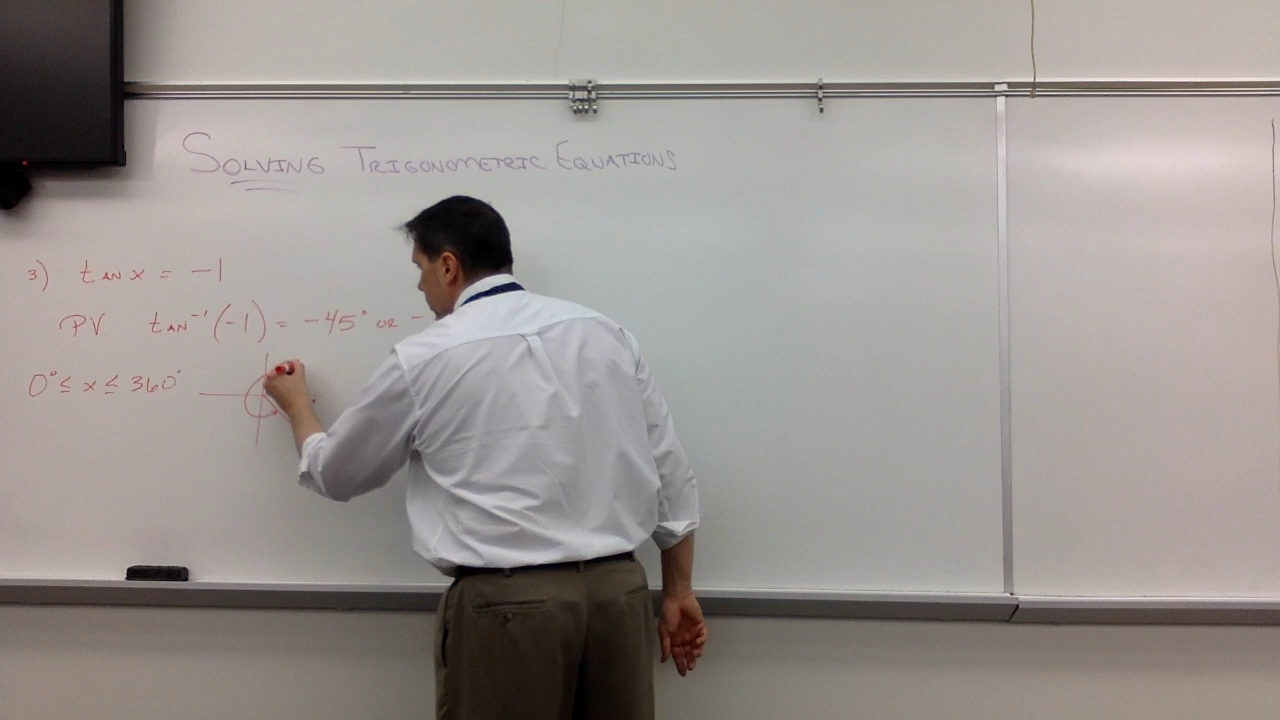 SOLVING TRIGONOMETRIC EQUATIONS
3) tAN x = -1
PV tAN⁻¹(-1) = -45° OR -
0° ≤ x ≤ 360°